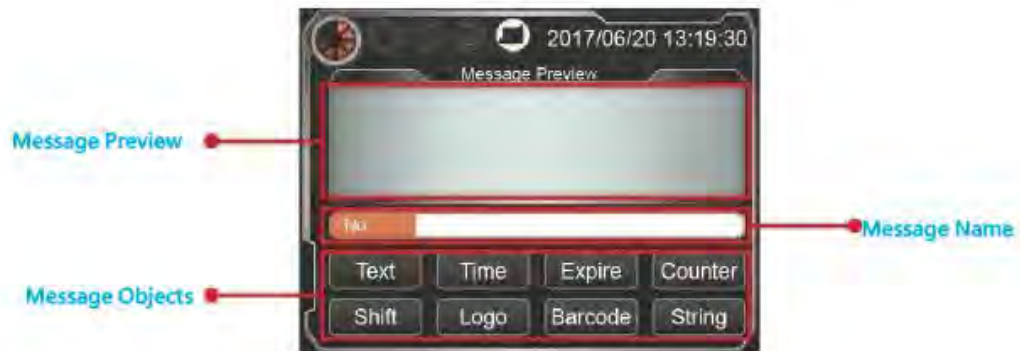 2017/06/20 13:19:30
Message Preview
Message Preview
No
Message Name
Text Time Expire Counter
Message Objects
Shift Logo Barcode String